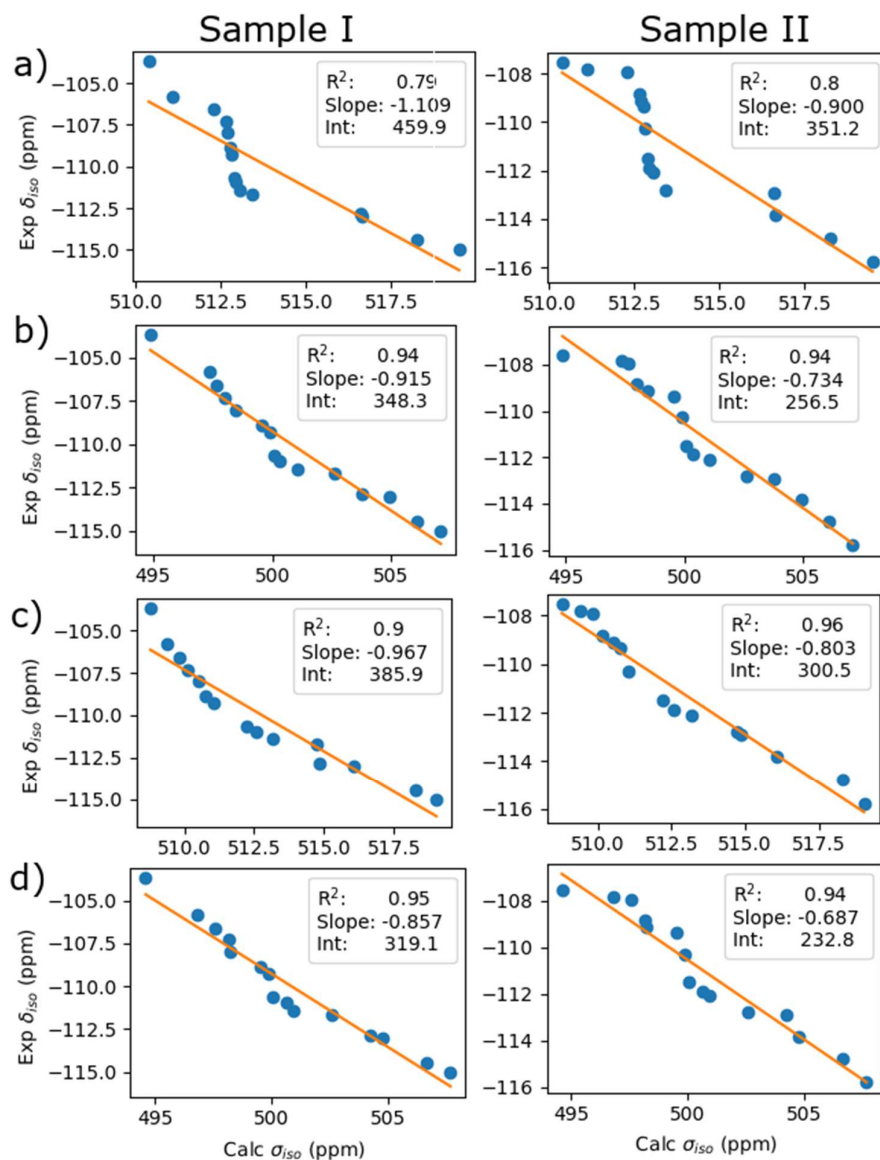 Sample I
Sample II
a)
−105.0
−107.5
−110.0
−112.5
−115.0
Exp δiso (ppm)
R²: 0.79
Slope: -1.109
Int: 459.9
510.0 512.5 515.0 517.5
−108
−110
−112
−114
−116
R²: 0.8
Slope: -0.900
Int: 351.2
510.0 512.5 515.0 517.5
b)
−105.0
−107.5
−110.0
−112.5
−115.0
Exp δiso (ppm)
R²: 0.94
Slope: -0.915
Int: 348.3
495 500 505
−108
−110
−112
−114
−116
R²: 0.94
Slope: -0.734
Int: 256.5
495 500 505
c)
−105.0
−107.5
−110.0
−112.5
−115.0
Exp δiso (ppm)
R²: 0.9
Slope: -0.967
Int: 385.9
510.0 512.5 515.0 517.5
−108
−110
−112
−114
−116
R²: 0.96
Slope: -0.803
Int: 300.5
510.0 512.5 515.0 517.5
d)
−105.0
−107.5
−110.0
−112.5
−115.0
Exp δiso (ppm)
R²: 0.95
Slope: -0.857
Int: 319.1
495 500 505
Calc σiso (ppm)
−108
−110
−112
−114
−116
R²: 0.94
Slope: -0.687
Int: 232.8
495 500 505
Calc σiso (ppm)